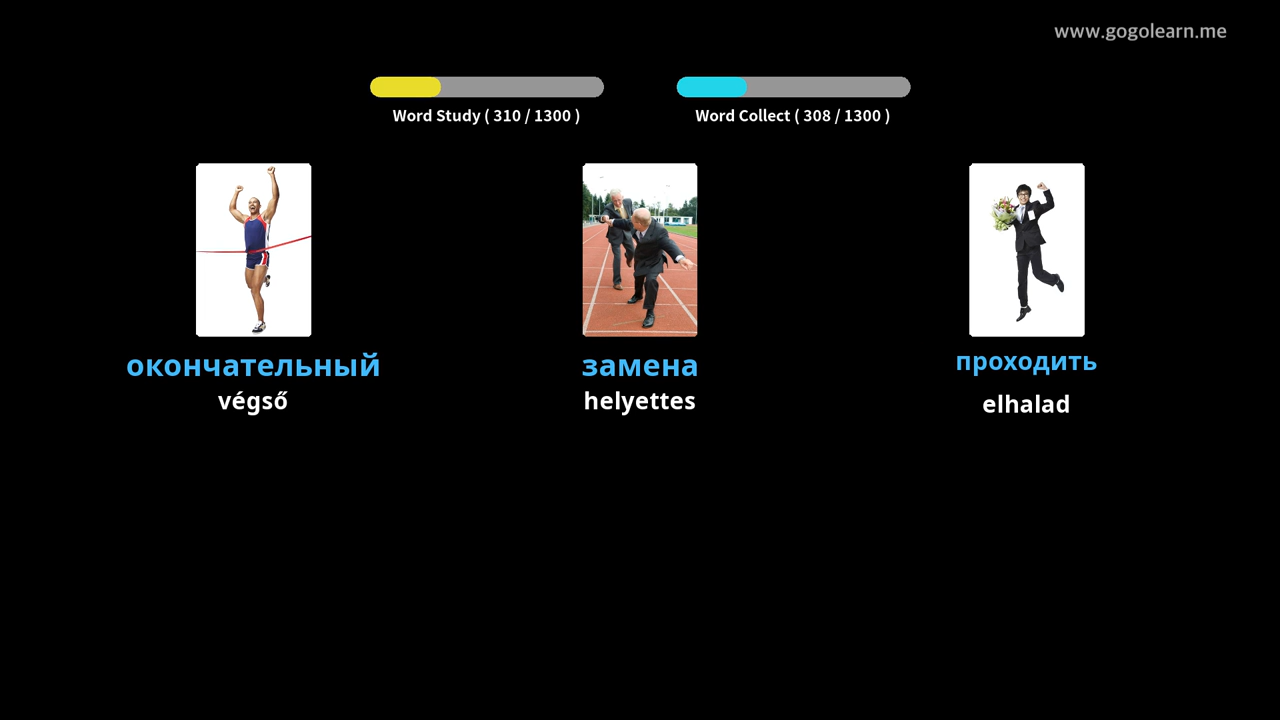 www.gogolearn.me
Word Study ( 310 / 1300 )
Word Collect ( 308 / 1300 )
окончательный
végső
замена
helyettes
проходить
elhalad